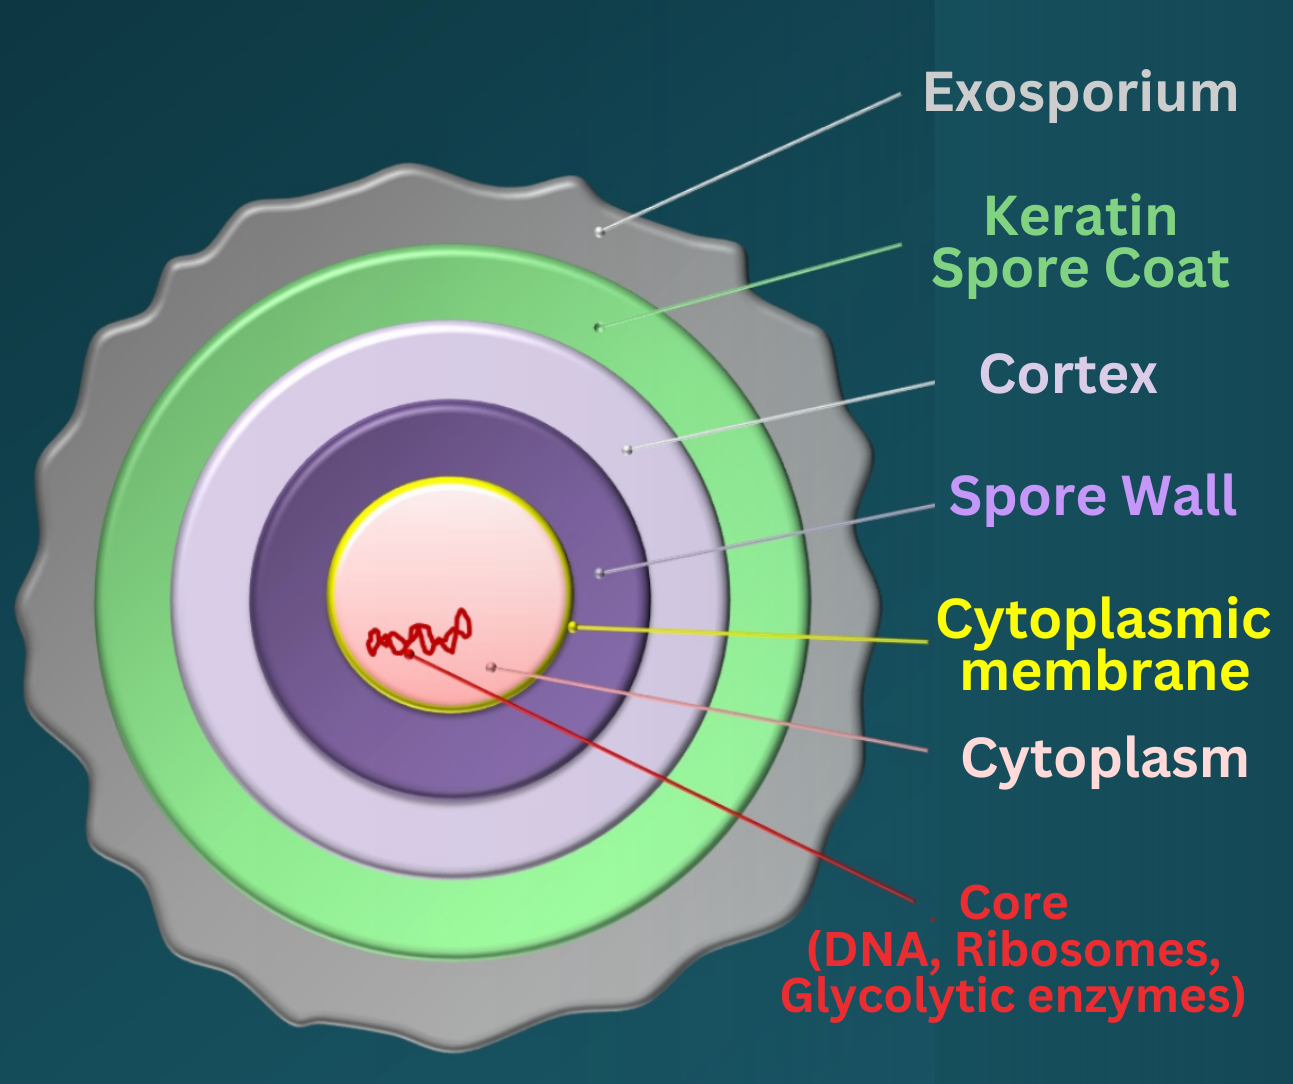 Exosporium
Keratin
Spore Coat
Cortex
Spore Wall
Cytoplasmic
membrane
Cytoplasm
Core
(DNA, Ribosomes,
Glycolytic enzymes)